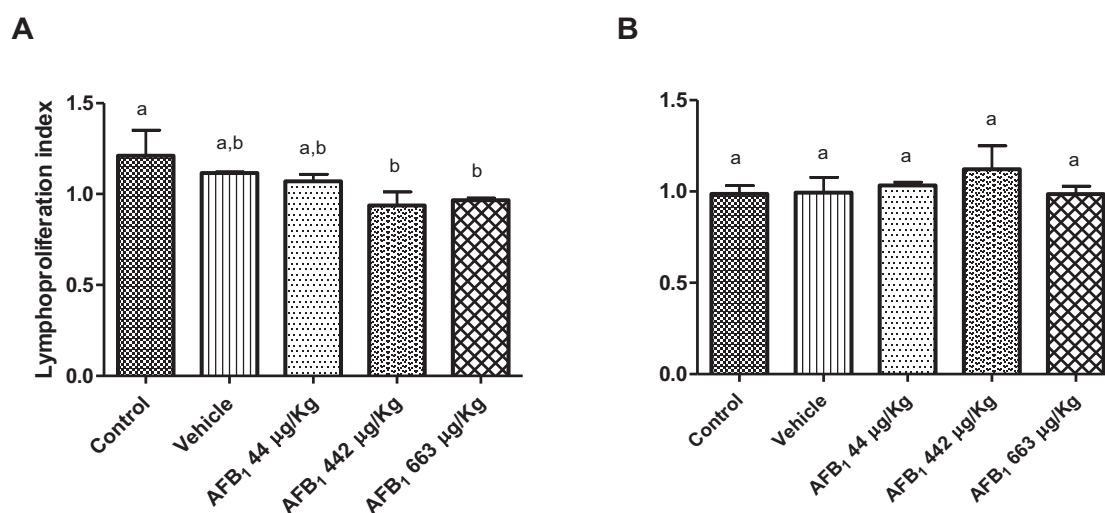 A
Lymphoproliferation index
1.5
1.0
0.5
0.0
a
a,b
a,b
b
b
Control
Vehicle
AFB₁ 44 µg/Kg
AFB₁ 442 µg/Kg
AFB₁ 663 µg/Kg
B
1.5
1.0
0.5
0.0
a
a
a
a
a
Control
Vehicle
AFB₁ 44 µg/Kg
AFB₁ 442 µg/Kg
AFB₁ 663 µg/Kg